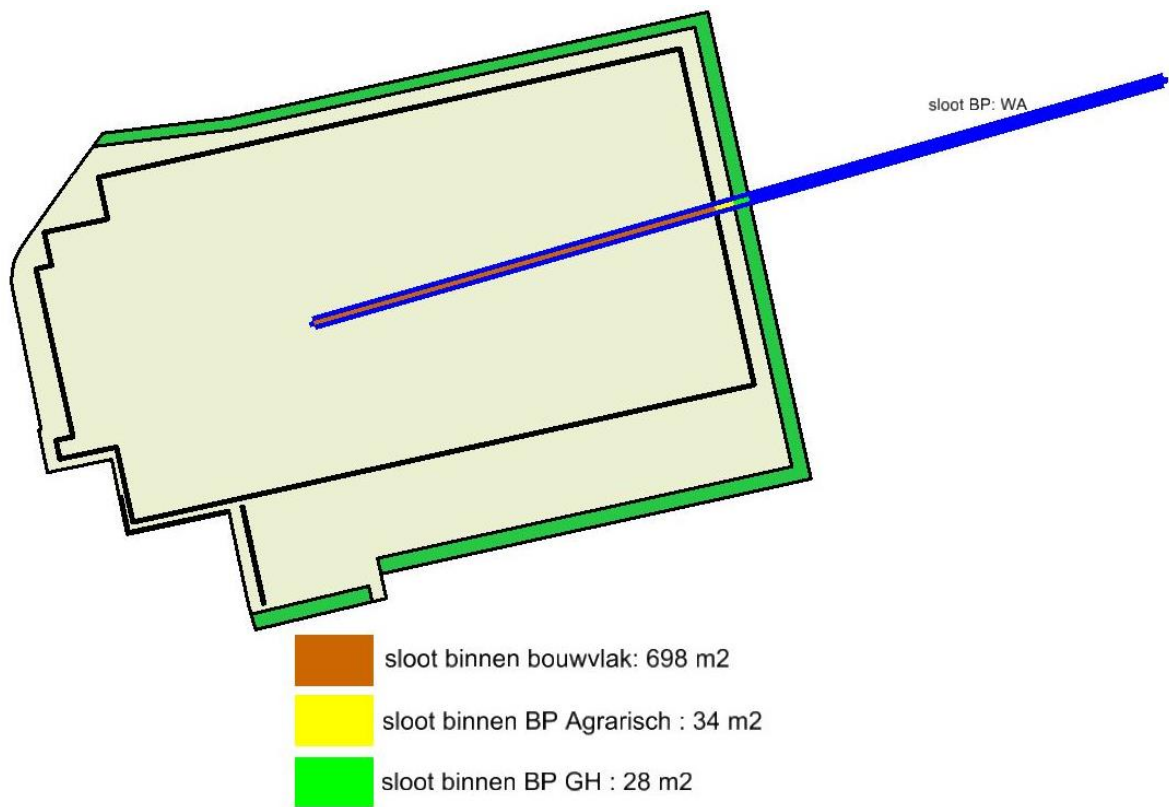 sloot BP: WA
sloot binnen bouwvlak: 698 m2
sloot binnen BP Agrarisch : 34 m2
sloot binnen BP GH : 28 m2